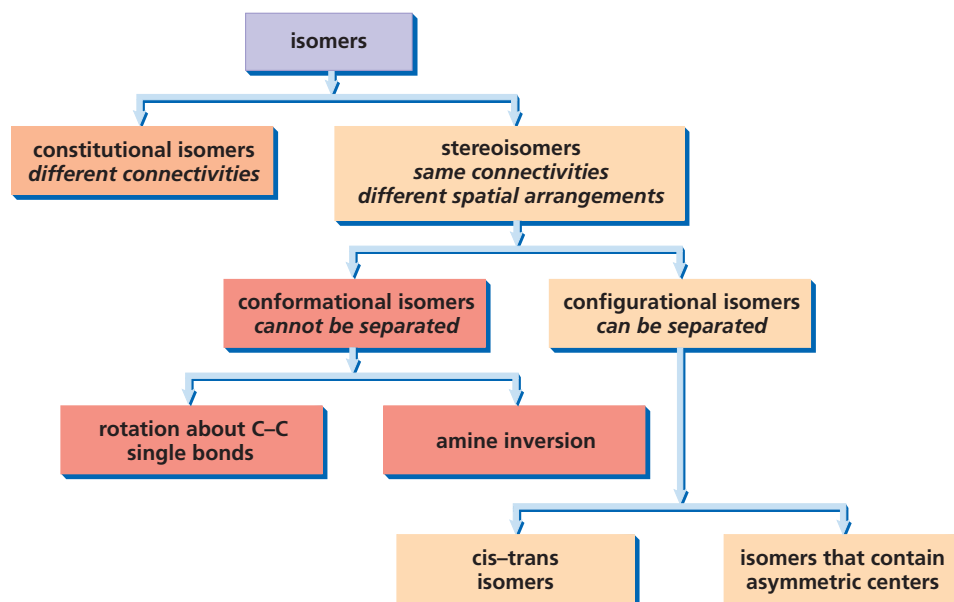 isomers
constitutional isomers
different connectivities
stereoisomers
same connectivities
different spatial arrangements
conformational isomers
cannot be separated
configurational isomers
can be separated
rotation about C–C
single bonds
amine inversion
cis–trans
isomers
isomers that contain
asymmetric centers